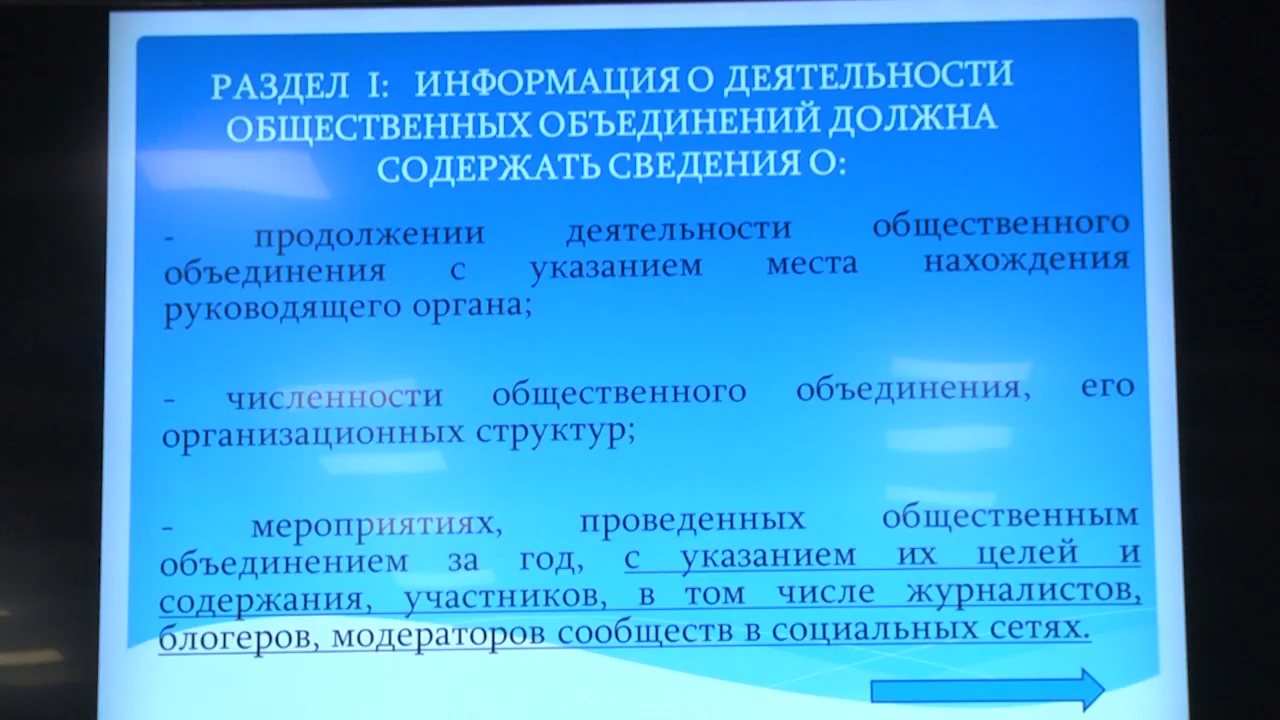 РАЗДЕЛ I: ИНФОРМАЦИЯ О ДЕЯТЕЛЬНОСТИ
ОБЩЕСТВЕННЫХ ОБЪЕДИНЕНИЙ ДОЛЖНА
СОДЕРЖАТЬ СВЕДЕНИЯ О:
- продолжении деятельности общественного
объединения с указанием места нахождения
руководящего органа;
- численности общественного объединения, его
организационных структур;
- мероприятиях, проведенных общественным
объединением за год, с указанием их целей и
содержания, участников, в том числе журналистов,
блогеров, модераторов сообществ в социальных сетях.